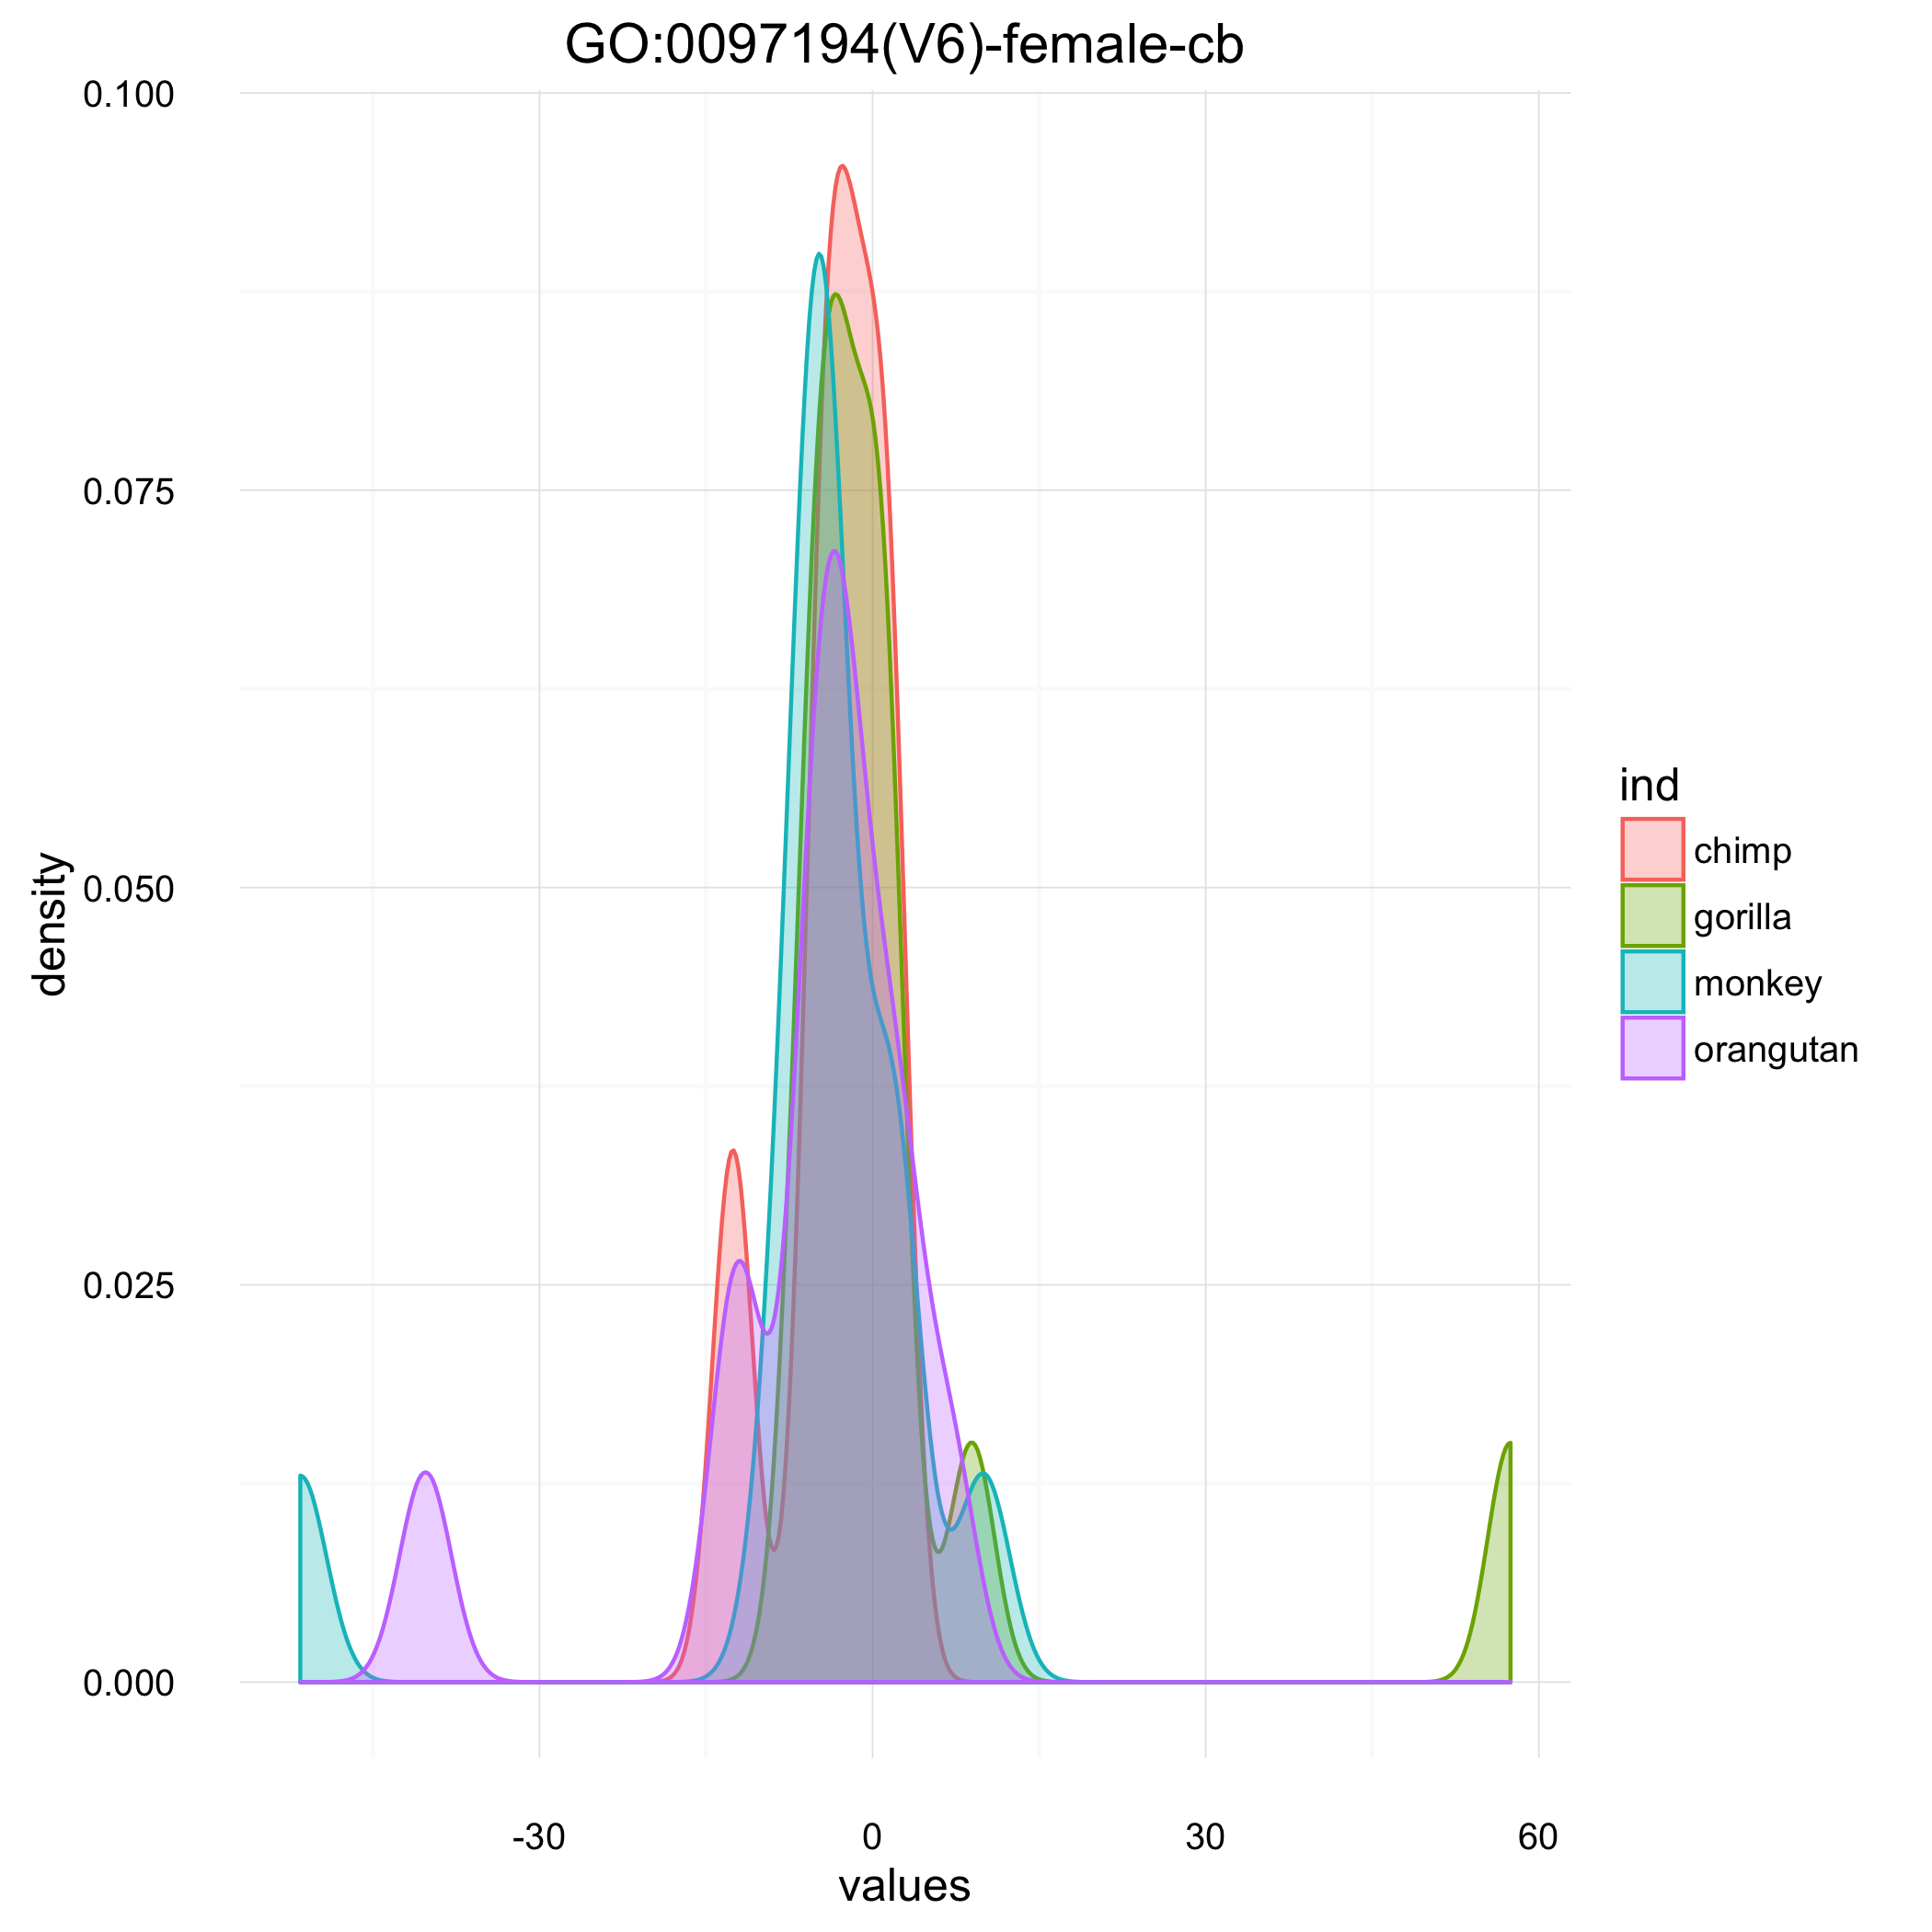 GO:0097194(V6)-female-cb
0.100
0.075
0.050
0.025
0.000
density
-30 0 30 60
values
ind
chimp
gorilla
monkey
orangutan